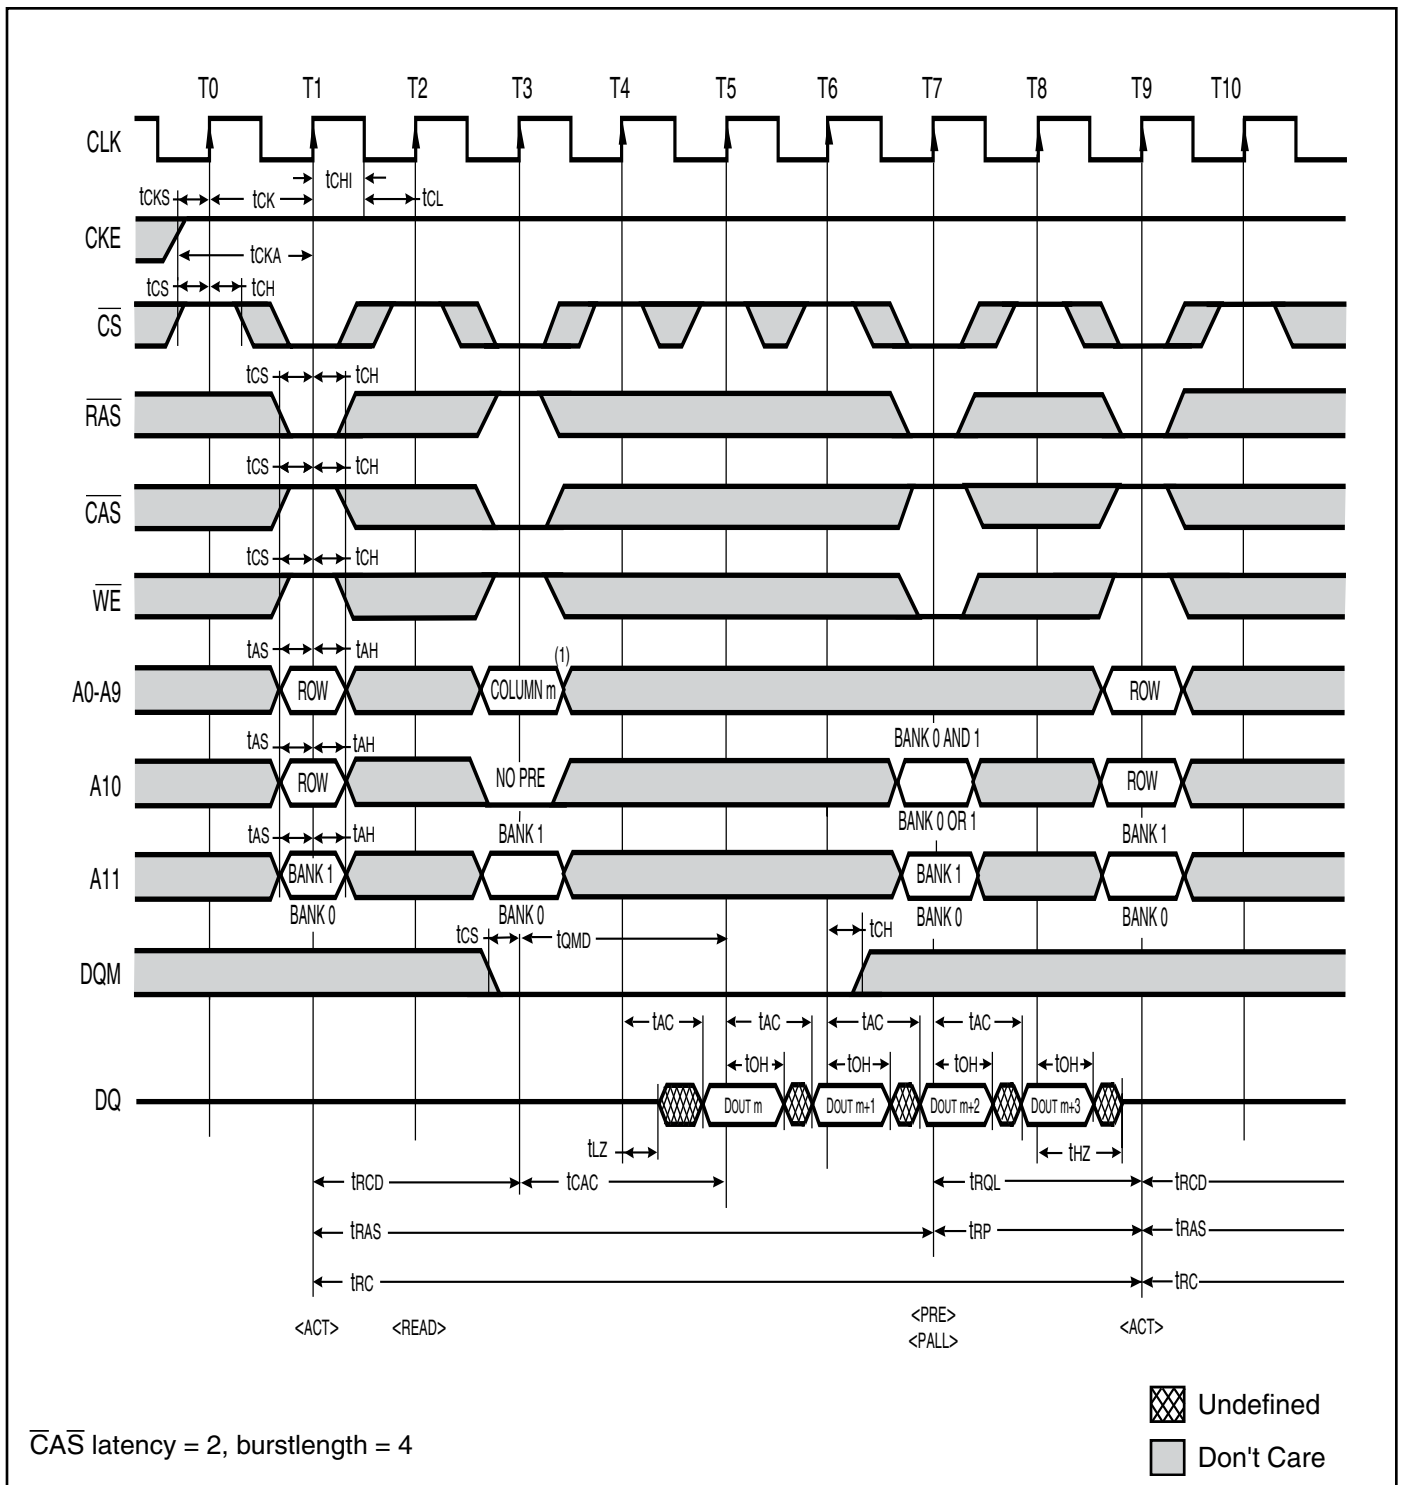 T0 T1 T2 T3 T4 T5 T6 T7 T8 T9 T10
CLK
tCHI
tCKS tCK tCL
CKE
tCKA
tCS tCH
CS
tCS tCH
RAS
tCS tCH
CAS
tCS tCH
WE
tAS tAH (1)
A0-A9 ROW COLUMN m ROW
tAS tAH BANK 0 AND 1
A10 ROW NO PRE ROW
BANK 0 OR 1
tAS tAH BANK 1 BANK 1
A11 BANK 1 BANK 1
BANK 0 BANK 0 BANK 0 BANK 0
tCS tQMD tCH
DQM
tAC tAC tAC tAC
tOH tOH tOH tOH
DQ DOUT m DOUT m+1 DOUT m+2 DOUT m+3
tLZ tHZ
tRCD tCAC tRQL tRCD
tRAS tRP tRAS
tRC tRC
<ACT> <READ> <PRE> <ACT>
<PALL>
Undefined
CAS latency = 2, burstlength = 4
Don't Care